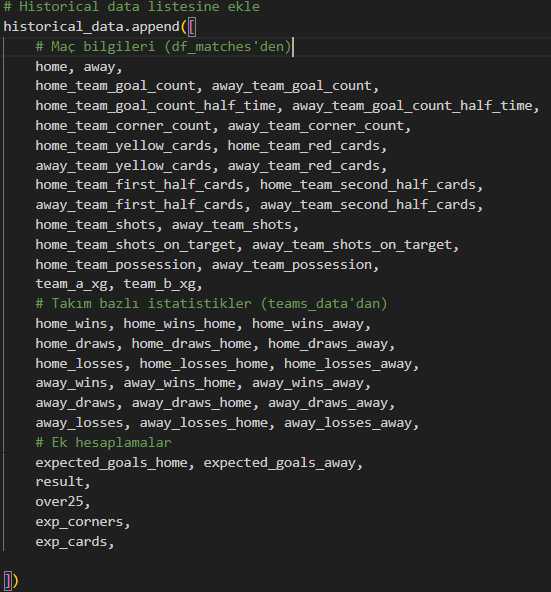 # Historical data listesine ekle
historical_data.append([
# Maç bilgileri (df_matches'den)
home, away,
home_team_goal_count, away_team_goal_count,
home_team_goal_count_half_time, away_team_goal_count_half_time,
home_team_corner_count, away_team_corner_count,
home_team_yellow_cards, home_team_red_cards,
away_team_yellow_cards, away_team_red_cards,
home_team_first_half_cards, home_team_second_half_cards,
away_team_first_half_cards, away_team_second_half_cards,
home_team_shots, away_team_shots,
home_team_shots_on_target, away_team_shots_on_target,
home_team_possession, away_team_possession,
team_a_xg, team_b_xg,
# Takım bazlı istatistikler (teams_data'dan)
home_wins, home_wins_home, home_wins_away,
home_draws, home_draws_home, home_draws_away,
home_losses, home_losses_home, home_losses_away,
away_wins, away_wins_home, away_wins_away,
away_draws, away_draws_home, away_draws_away,
away_losses, away_losses_home, away_losses_away,
# Ek hesaplamalar
expected_goals_home, expected_goals_away,
result,
over25,
exp_corners,
exp_cards,
])